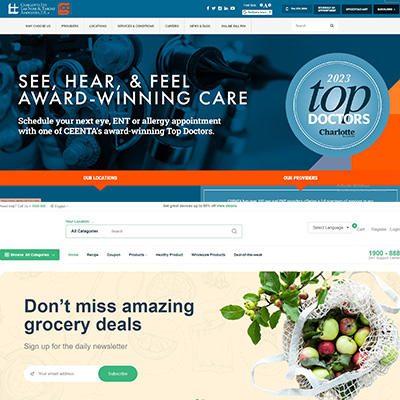 Charlotte Eye
Ear Nose & Throat
Associates, P.A.
WHY CHOOSE US PROVIDERS LOCATIONS SERVICES & CONDITIONS CAREERS NEWS & BLOG ONLINE BILL PAY
SEE, HEAR, & FEEL
AWARD-WINNING CARE
Schedule your next eye, ENT or allergy appointment
with one of CEENTA's award-winning Top Doctors.
2023
top
DOCTORS
Charlotte
OUR LOCATIONS OUR PROVIDERS
Need help? Call Us: 1900 - 888 English Get great devices up to 50% off View details
Your Location:
All Categories Search
Select Language Cart Register Login
Browse All Categories Home Recipe Coupon Products Healthy Product Wholesale Products Deal-of-the-week
1900 - 888
24/7 Support Center
Don't miss amazing
grocery deals
Sign up for the daily newsletter
Your email address Subscribe